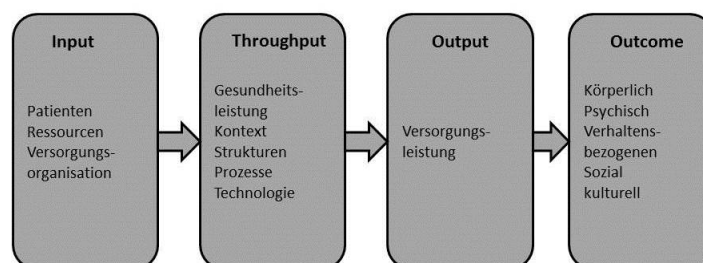 Input
Patienten
Ressourcen
Versorgungs-
organisation
Throughput
Gesundheits-
leistung
Kontext
Strukturen
Prozesse
Technologie
Output
Versorgungs-
leistung
Outcome
Körperlich
Psychisch
Verhaltens-
bezogenen
Sozial
kulturell